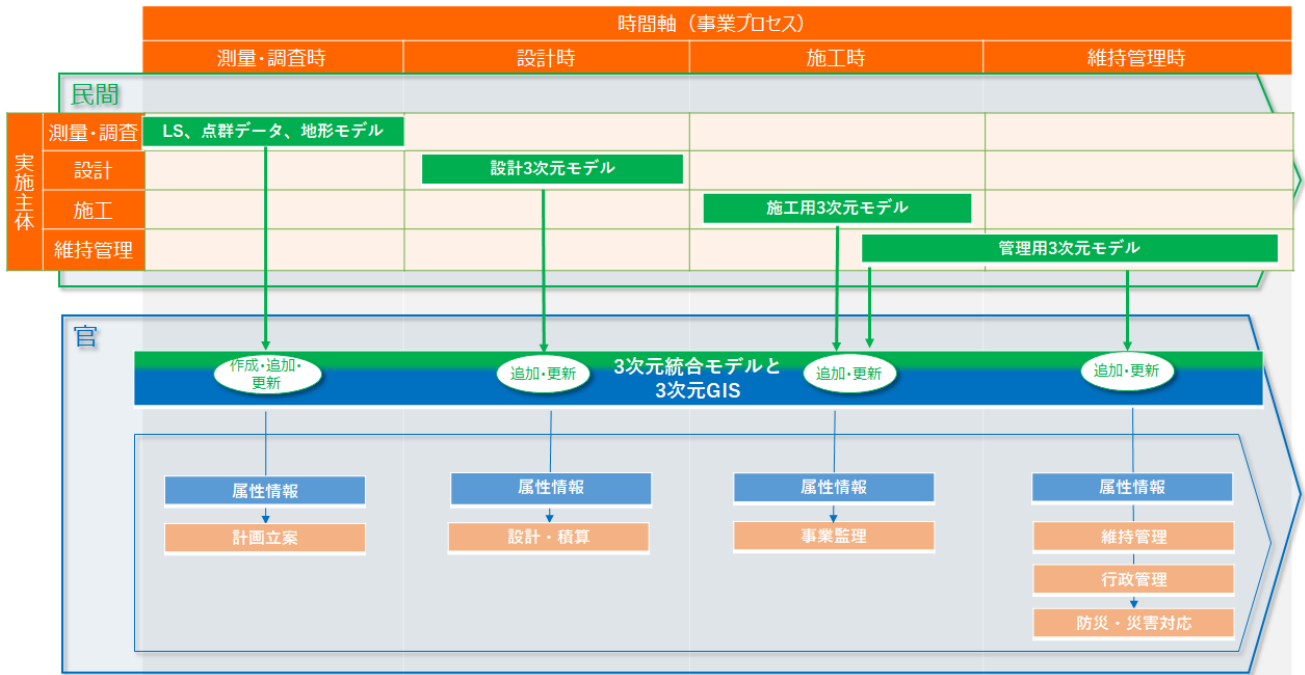 時間軸（事業プロセス）
測量・調査時
設計時
施工時
維持管理時
民間
実施主体
測量・調査
LS、点群データ、地形モデル
設計
設計3次元モデル
施工
施工用3次元モデル
維持管理
管理用3次元モデル
官
作成・追加・
更新
追加・更新
3次元統合モデルと
3次元GIS
追加・更新
追加・更新
属性情報
属性情報
属性情報
属性情報
計画立案
設計・積算
事業監理
維持管理
行政管理
防災・災害対応